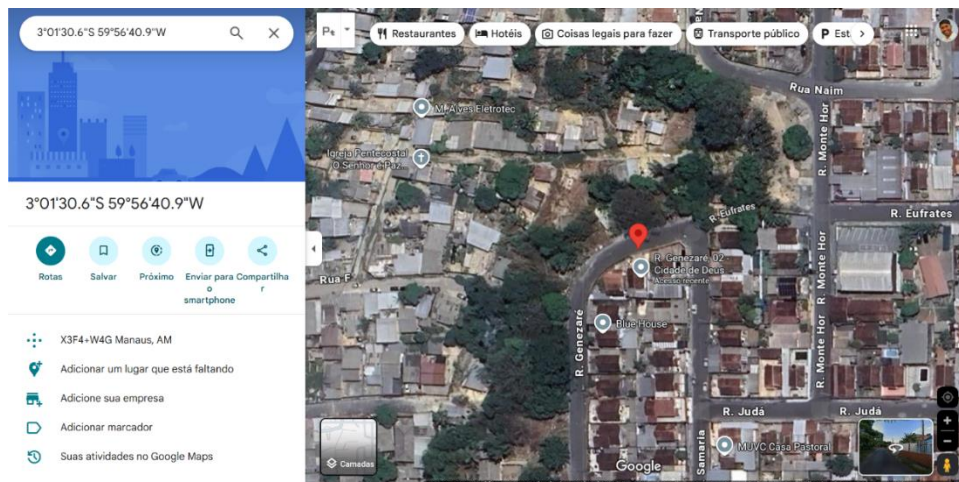 3°01'30.6"S 59°56'40.9"W
3°01'30.6"S 59°56'40.9"W
Rotas
Salvar
Próximo
Enviar para
o
smartphone
Compartilha
r
X3F4+W4G Manaus, AM
Adicionar um lugar que está faltando
Adicione sua empresa
Adicionar marcador
Suas atividades no Google Maps
Restaurantes
Hotéis
Coisas legais para fazer
Transporte público
P Est
Rua Naim
M. Alves Eletrotec
Igreja Pentecostal
O Senhor é Paz...
R. Monte Hor
R. Eufrates
R. Eufrates
R. Genezaré, 02 -
Cidade de Deus
Acesso recente
Rua F
R. Monte Hor
R. Monte Hor
Blue House
R. Genezaré
R. Judá
R. Judá
Samaria
MUVC Casa Pastoral
Camadas
Google